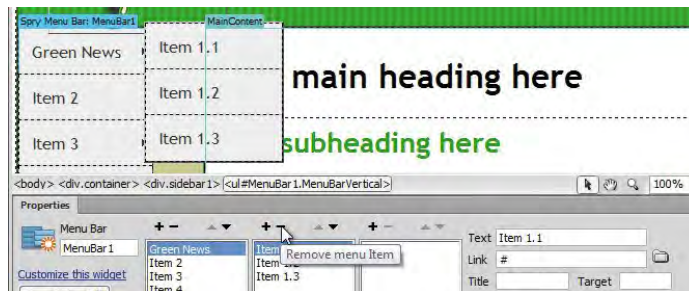 Spry Menu Bar: MenuBar1
MainContent
Green News
Item 1.1
main heading here
Item 2
Item 1.2
Item 3
Item 1.3
subheading here
<body> <div.container> <div.sidebar1> <ul#MenuBar1.MenuBarVertical>
100%
Properties
Menu Bar
MenuBar1
Customize this widget
Green News
Item 2
Item 3
Item 4
Item 1.3
Remove menu Item
Text Item 1.1
Link #
Title
Target